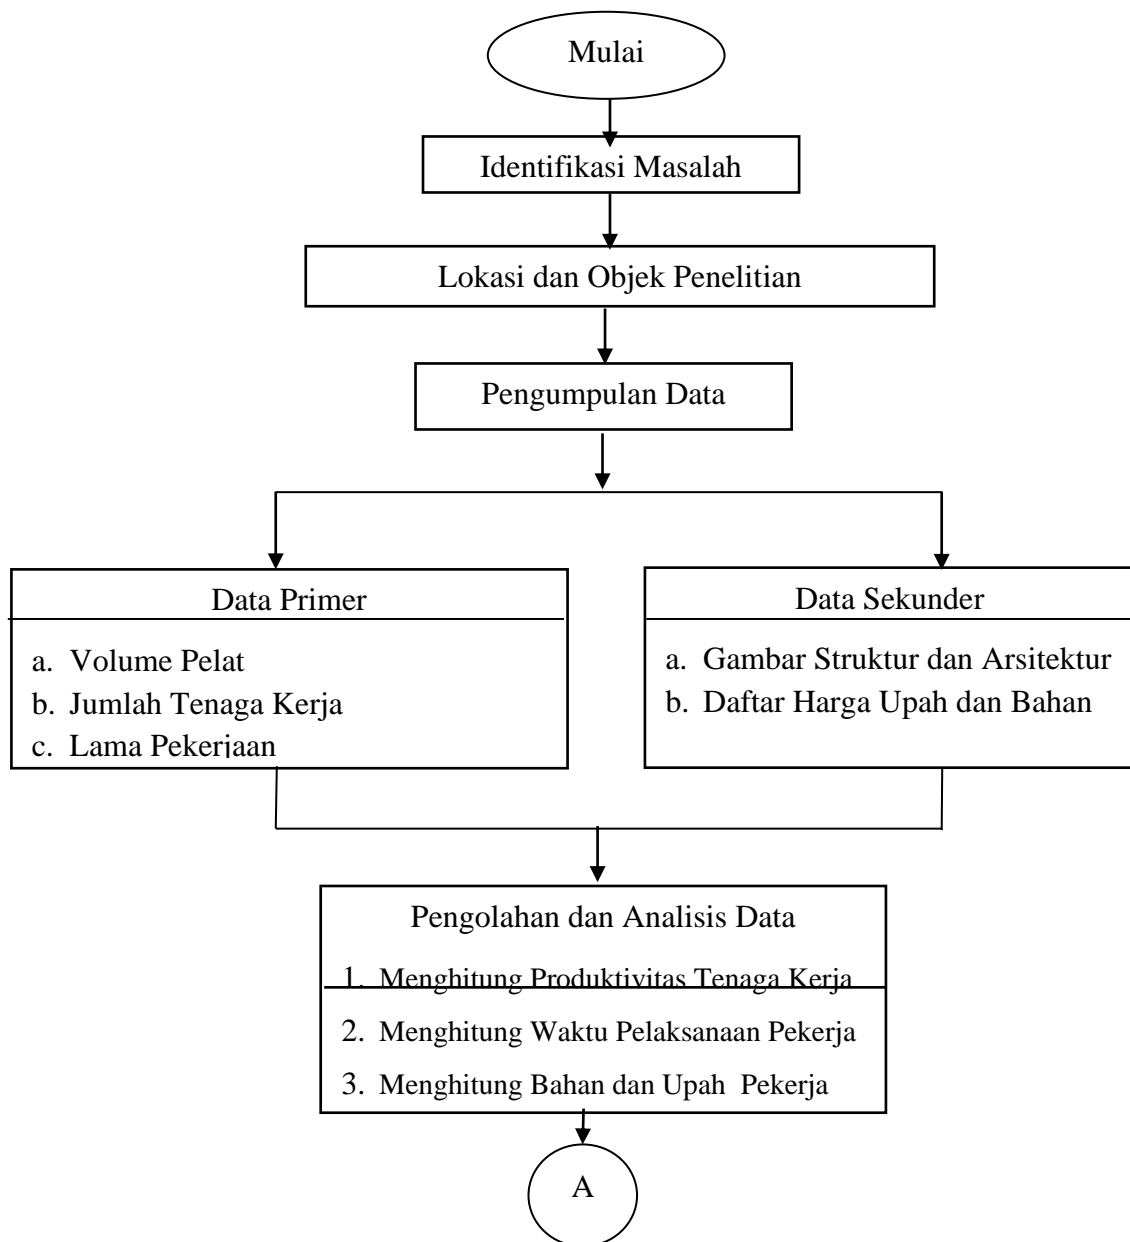 Mulai
Identifikasi Masalah
Lokasi dan Objek Penelitian
Pengumpulan Data
Data Primer
a. Volume Pelat
b. Jumlah Tenaga Kerja
c. Lama Pekerjaan
Data Sekunder
a. Gambar Struktur dan Arsitektur
b. Daftar Harga Upah dan Bahan
Pengolahan dan Analisis Data
1. Menghitung Produktivitas Tenaga Kerja
2. Menghitung Waktu Pelaksanaan Pekerja
3. Menghitung Bahan dan Upah Pekerja
A